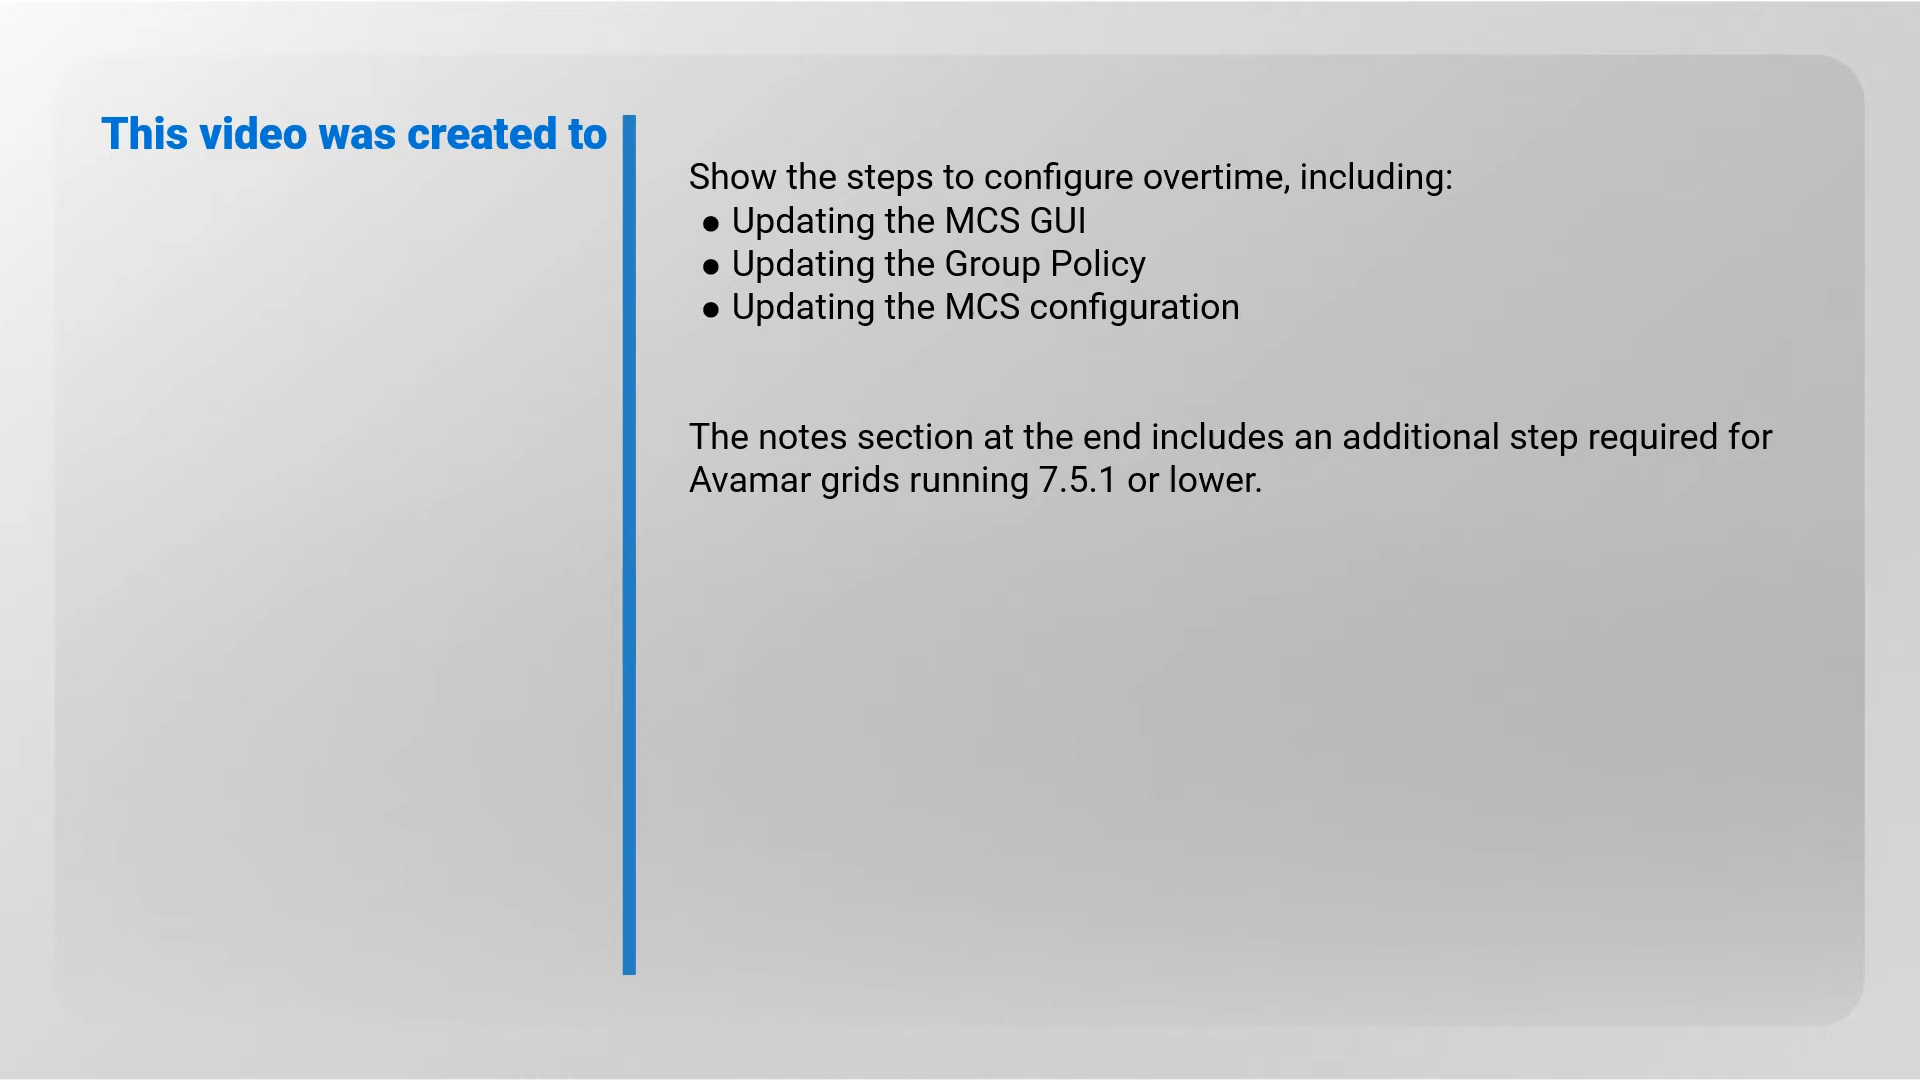 This video was created to
Show the steps to configure overtime, including:
● Updating the MCS GUI
● Updating the Group Policy
● Updating the MCS configuration
The notes section at the end includes an additional step required for
Avamar grids running 7.5.1 or lower.